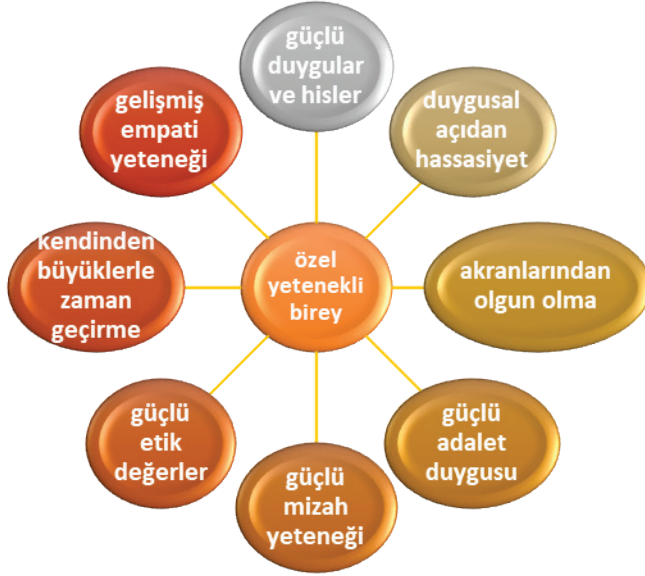 güçlü
duygular
ve hisler
duygusal
açıdan
hassasiyet
akranlarından
olgun olma
güçlü
adalet
duygusu
güçlü
mizah
yeteneği
güçlü
etik
değerler
kendinden
büyüklerle
zaman
geçirme
gelişmiş
empati
yeteneği
özel
yetenekli
birey